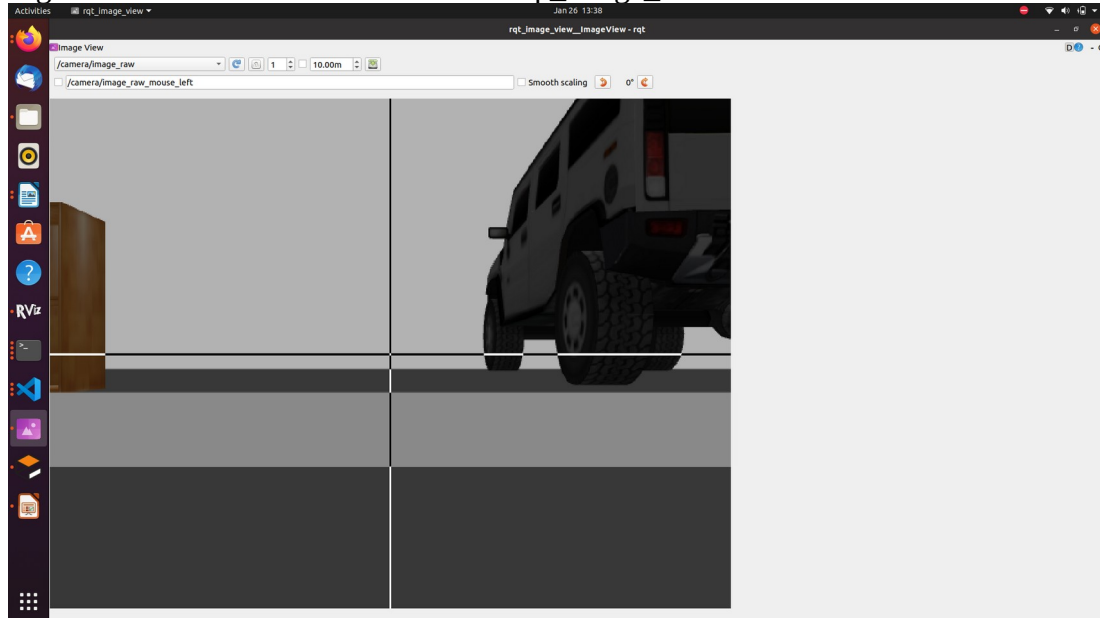 Activities rqt_image_view Jan 26 13:38
rqt_image_view__ImageView - rqt
Image View
D
/camera/image_raw 1 10.00m
/camera/image_raw_mouse_left Smooth scaling 0°
RViz